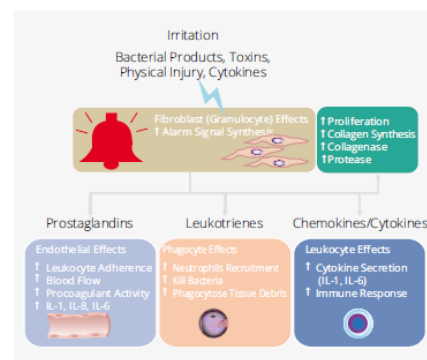 Irritation
Bacterial Products, Toxins,
Physical Injury, Cytokines
Fibroblast (Granulocyte) Effects
↑ Alarm Signal Synthesis
↑ Proliferation
↑ Collagen Synthesis
↑ Collagenase
↑ Protease
Prostaglandins
Endothelial Effects
↑ Leukocyte Adherence
↑ Blood Flow
↑ Procoagulant Activity
↑ IL-1, IL-8, IL-6
Leukotrienes
Phagocyte Effects
↑ Neutrophils Recruitment
↑ Kill Bacteria
↑ Phagocytose Tissue Debris
Chemokines/Cytokines
Leukocyte Effects
↑ Cytokine Secretion
(IL-1, IL-6)
↑ Immune Response